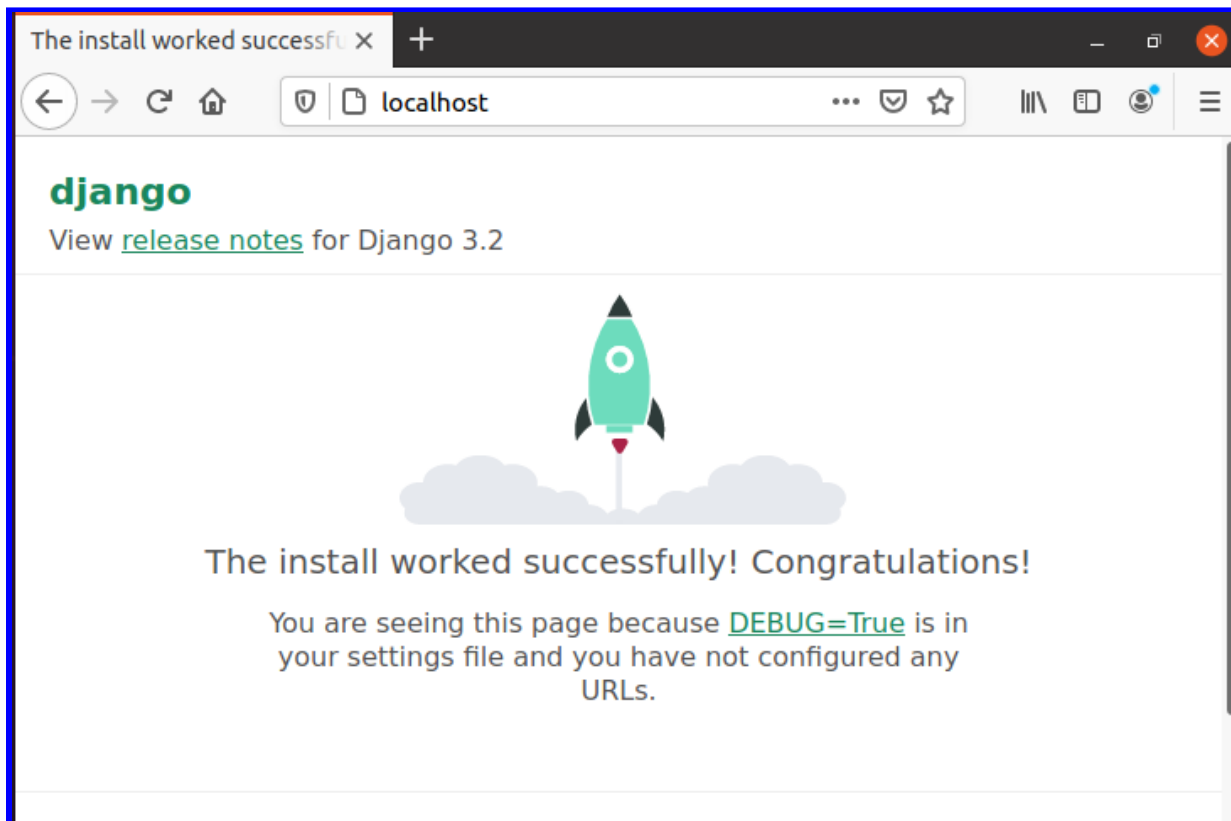 The install worked successfu
localhost
django
View release notes for Django 3.2
The install worked successfully! Congratulations!
You are seeing this page because DEBUG=True is in
your settings file and you have not configured any
URLs.